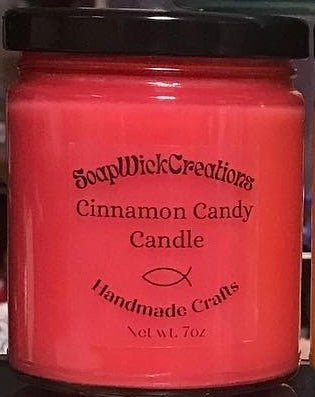 SoapWickCreations
Cinnamon Candy
Candle
Handmade Crafts
Net wt. 7oz